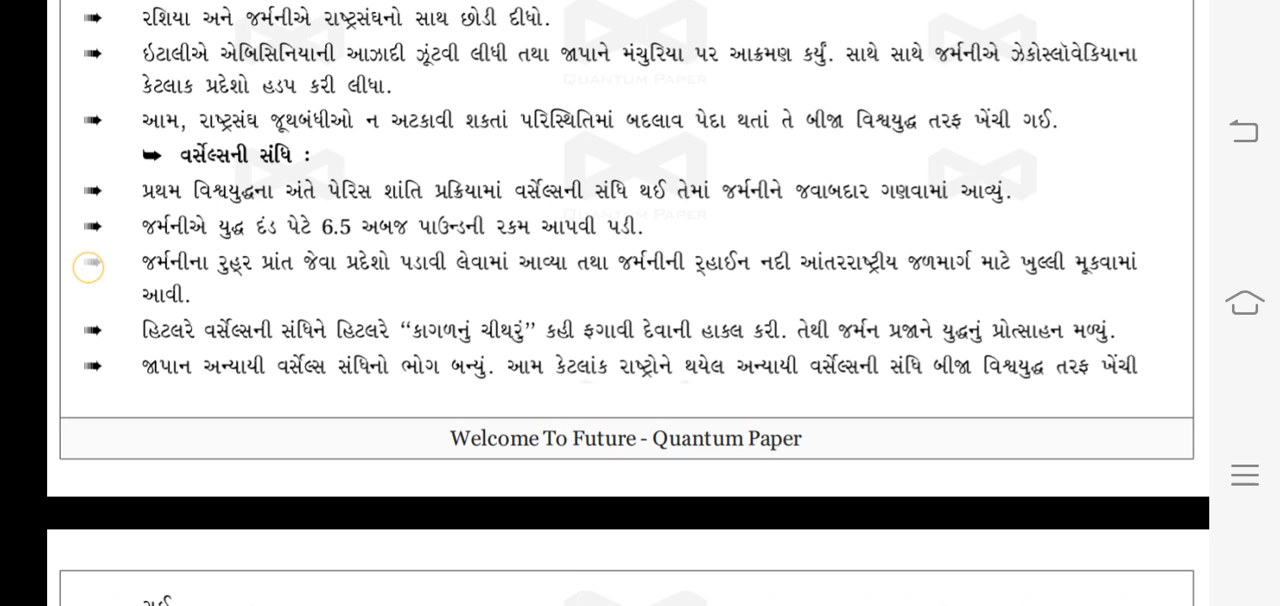 રશિયા અને જર્મનીએ રાષ્ટ્રસંઘનો સાથ છોડી દીધો.
ઇટાલીએ એબિસિનિયાની આઝાદી ઝૂંટવી લીધી તથા જાપાને મંચુરિયા પર આક્રમણ કર્યું. સાથે સાથે જર્મનીએ ઝેકોસ્લૉવેકિયાના
કેટલાક પ્રદેશો હડપ કરી લીધા.
QUANTUM PAPER
આમ, રાષ્ટ્રસંઘ જૂથબંધીઓ ન અટકાવી શકતાં પરિસ્થિતિમાં બદલાવ પેદા થતાં તે બીજા વિશ્વયુદ્ધ તરફ ખેંચી ગઈ.
વર્સેલ્સની સંધિ :
પ્રથમ વિશ્વયુદ્ધના અંતે પેરિસ શાંતિ પ્રક્રિયામાં વર્સેલ્સની સંધિ થઈ તેમાં જર્મનીને જવાબદાર ગણવામાં આવ્યું.
QUANTUM PAPER
જર્મનીએ યુદ્ધ દંડ પેટે 6.5 અબજ પાઉન્ડની રકમ આપવી પડી.
જર્મનીના રુહર પ્રાંત જેવા પ્રદેશો પડાવી લેવામાં આવ્યા તથા જર્મનીની ર્‌હાઈન નદી આંતરરાષ્ટ્રીય જળમાર્ગ માટે ખુલ્લી મૂકવામાં
આવી.
હિટલરે વર્સેલ્સની સંધિને હિટલરે “કાગળનું ચીથરું” કહી ફગાવી દેવાની હાકલ કરી. તેથી જર્મન પ્રજાને યુદ્ધનું પ્રોત્સાહન મળ્યું.
જાપાન અન્યાયી વર્સેલ્સ સંધિનો ભોગ બન્યું. આમ કેટલાંક રાષ્ટ્રોને થયેલ અન્યાયી વર્સેલ્સની સંધિ બીજા વિશ્વયુદ્ધ તરફ ખેંચી
Welcome To Future - Quantum Paper